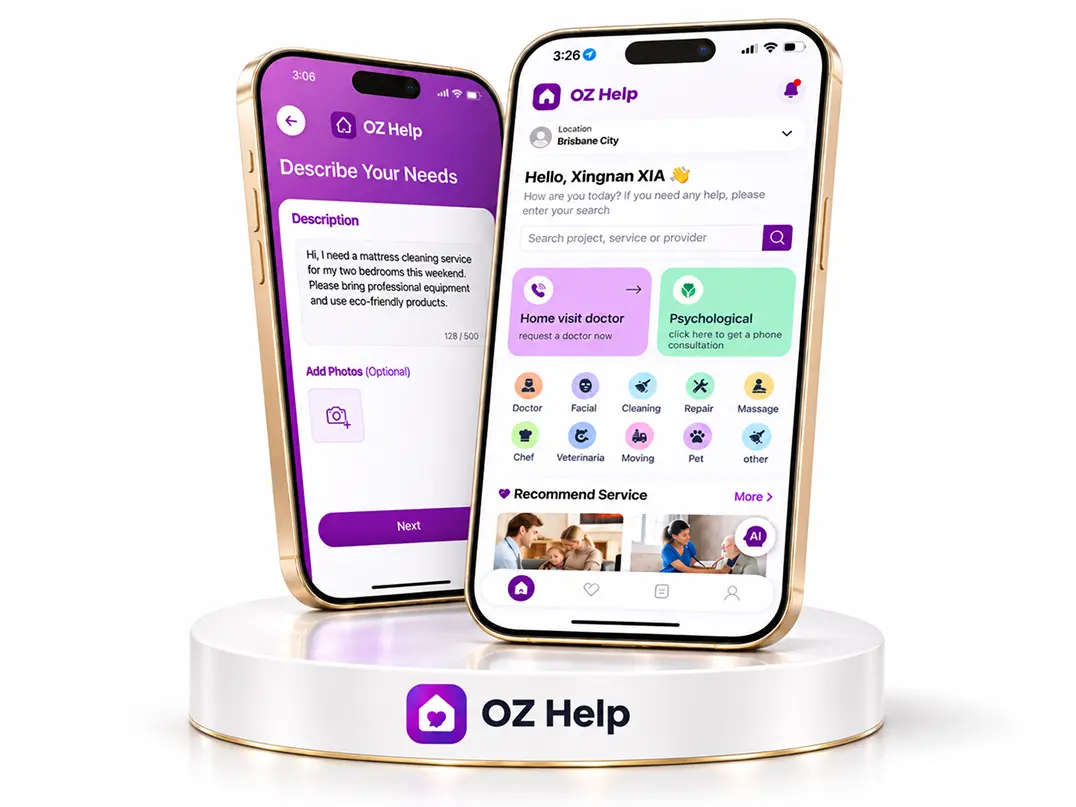 3:06
OZ Help
Describe Your Needs
Description
Hi, I need a mattress cleaning service
for my two bedrooms this weekend.
Please bring professional equipment
and use eco-friendly products.
128 / 500
Add Photos (Optional)
Next
3:26
OZ Help
Location
Brisbane City
Hello, Xingnan XIA 👋
How are you today? If you need any help, please
enter your search
Search project, service or provider
Home visit doctor
request a doctor now
Psychological
click here to get a phone
consultation
Doctor
Facial
Cleaning
Repair
Massage
Chef
Veterinaria
Moving
Pet
other
Recommend Service
More >
AI
OZ Help